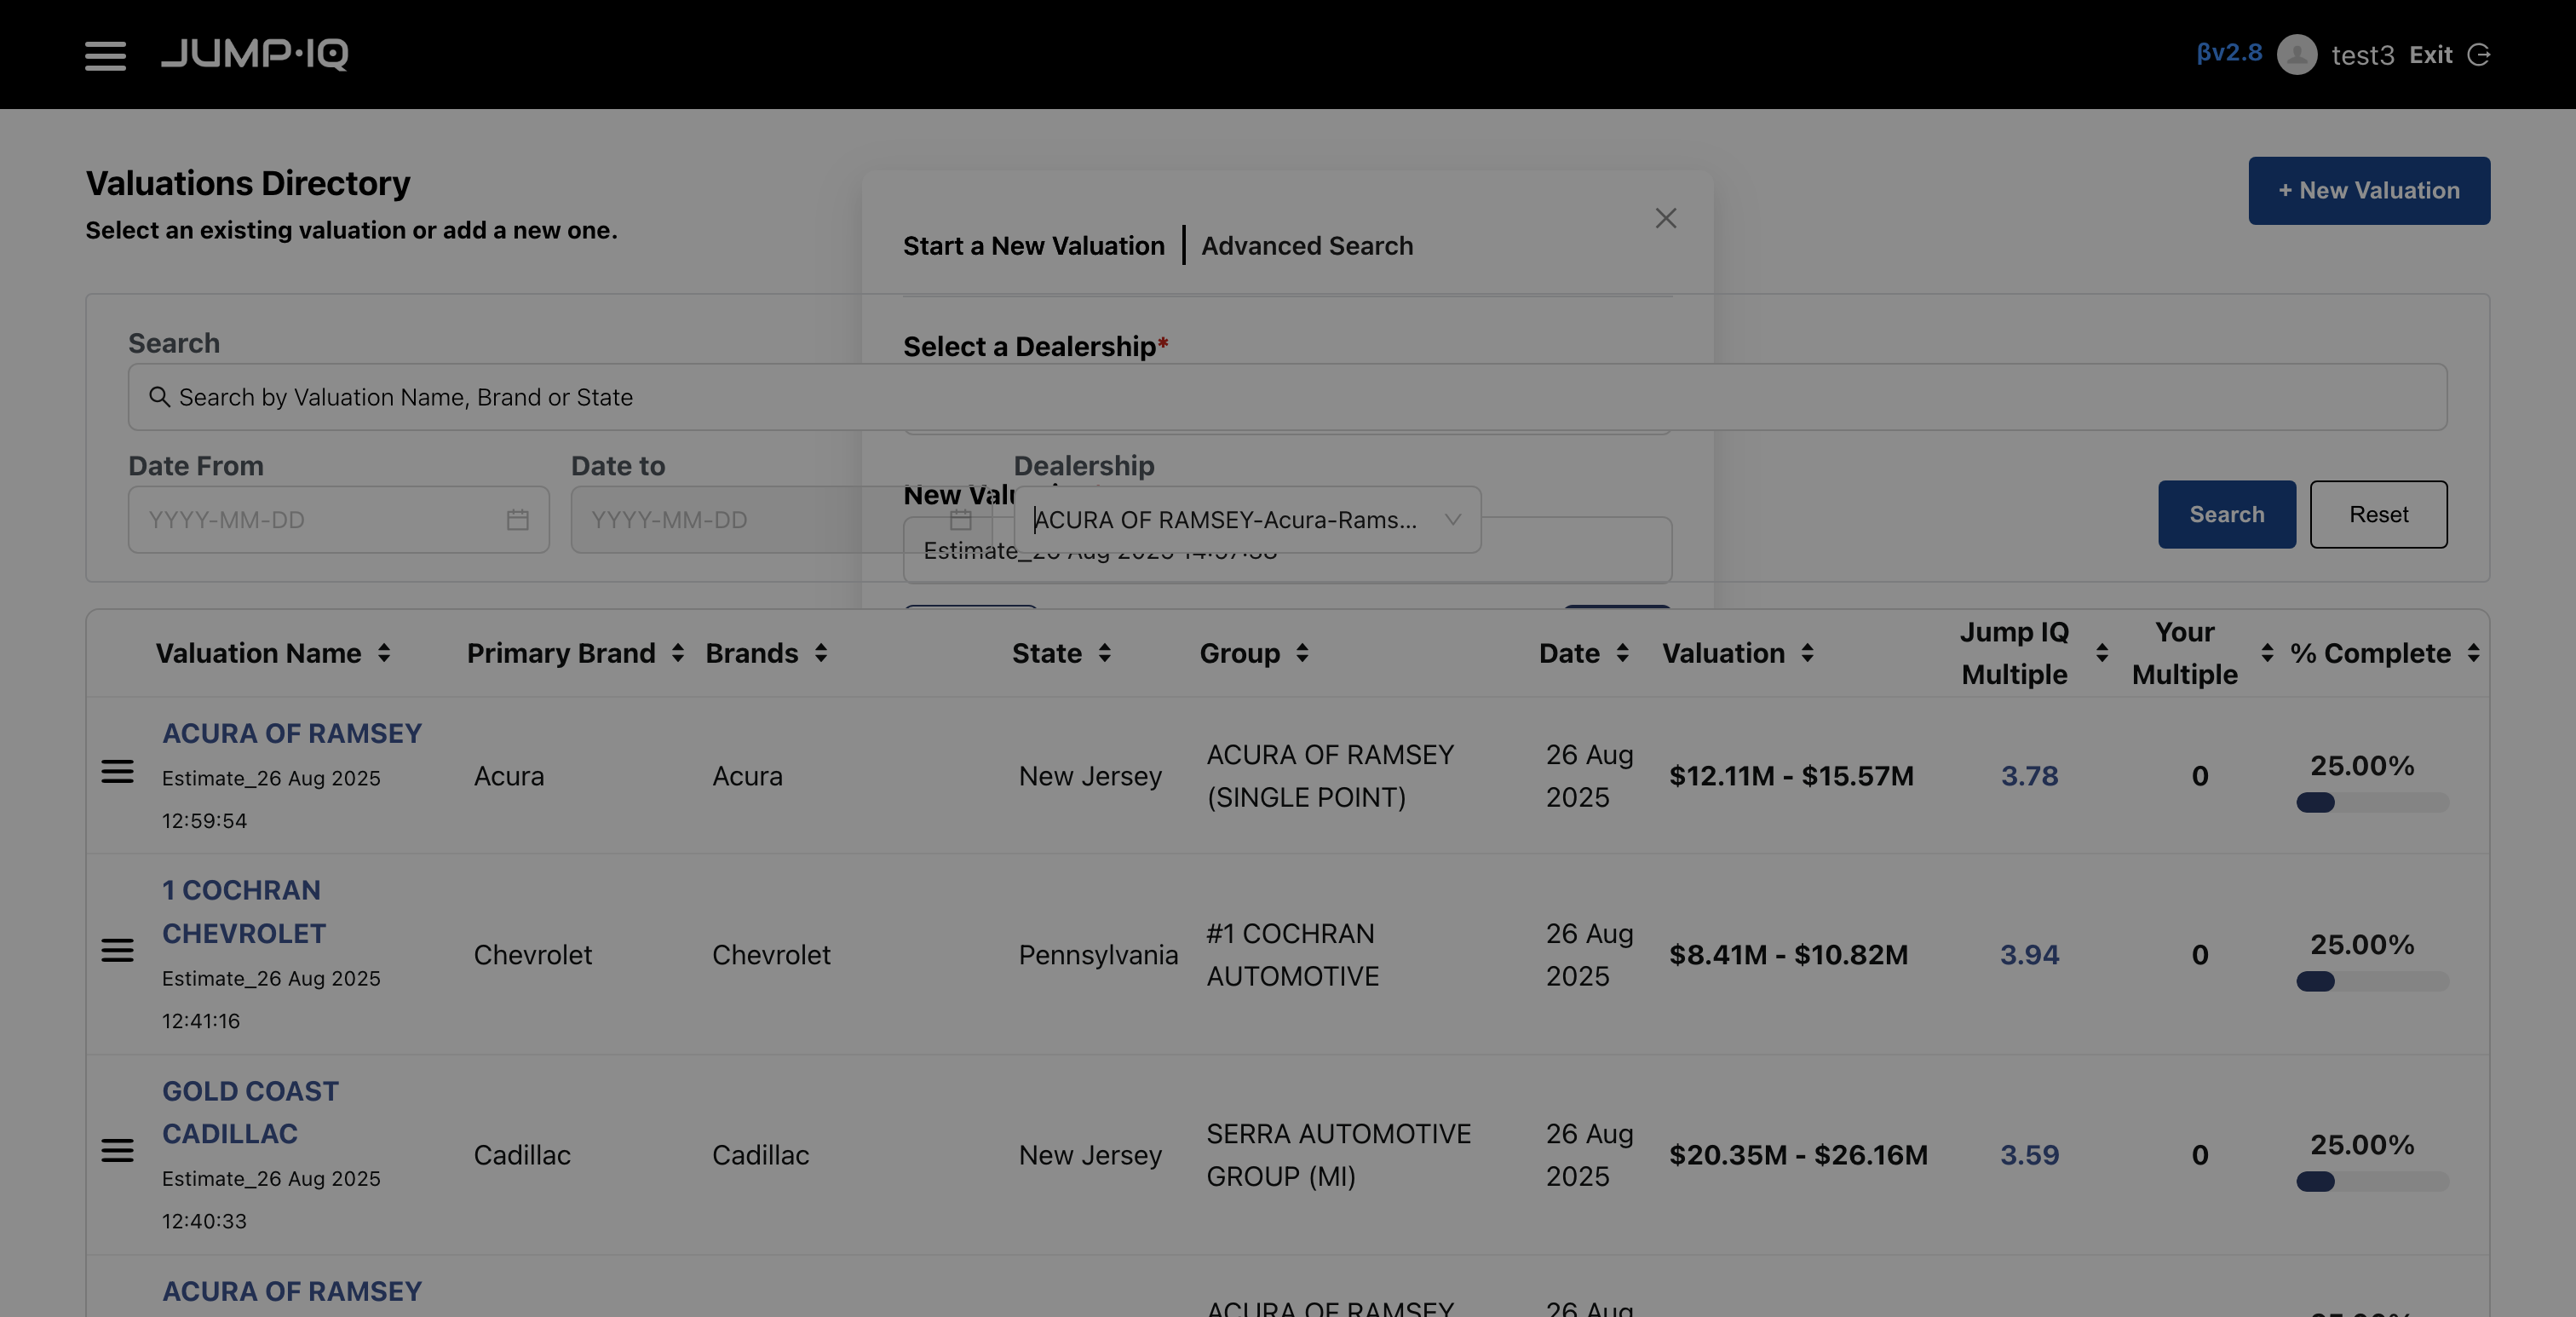 JUMP·IQ
βv2.8 test3 Exit
Valuations Directory
Select an existing valuation or add a new one.
+ New Valuation
Start a New Valuation | Advanced Search
Select a Dealership*
Search
Search by Valuation Name, Brand or State
Date From
Date to
Dealership
New
YYYY-MM-DD
YYYY-MM-DD
ACURA OF RAMSEY-Acura-Rams...
Search
Reset
Estimate_26 Aug 2025
Valuation Name Primary Brand Brands State Group Date Valuation Jump IQ Multiple Your Multiple % Complete
ACURA OF RAMSEY
Estimate_26 Aug 2025
12:59:54
Acura
Acura
New Jersey
ACURA OF RAMSEY
(SINGLE POINT)
26 Aug
2025
$12.11M - $15.57M
3.78
0
25.00%
1 COCHRAN
CHEVROLET
Estimate_26 Aug 2025
12:41:16
Chevrolet
Chevrolet
Pennsylvania
#1 COCHRAN
AUTOMOTIVE
26 Aug
2025
$8.41M - $10.82M
3.94
0
25.00%
GOLD COAST
CADILLAC
Estimate_26 Aug 2025
12:40:33
Cadillac
Cadillac
New Jersey
SERRA AUTOMOTIVE
GROUP (MI)
26 Aug
2025
$20.35M - $26.16M
3.59
0
25.00%
ACURA OF RAMSEY
ACURA OF RAMSEY
26 Aug